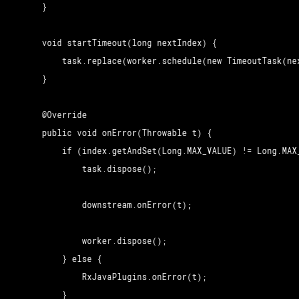 }
void startTimeout(long nextIndex) {
task.replace(worker.schedule(new TimeoutTask(nex
}
@Override
public void onError(Throwable t) {
if (index.getAndSet(Long.MAX_VALUE) != Long.MAX_
task.dispose();
downstream.onError(t);
worker.dispose();
} else {
RxJavaPlugins.onError(t);
}